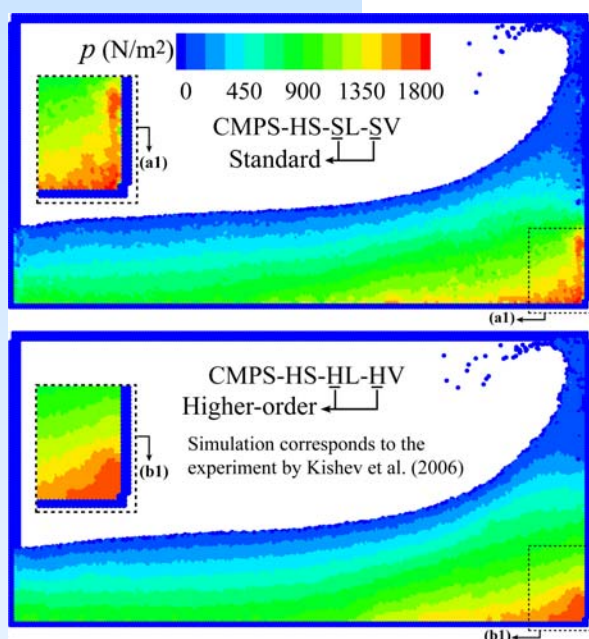 p (N/m²)
0 450 900 1350 1800
CMPS-HS-SL-SV
Standard
(a1)
(a1)
CMPS-HS-HL-HV
Higher-order
Simulation corresponds to the
experiment by Kishev et al. (2006)
(b1)
(b1)